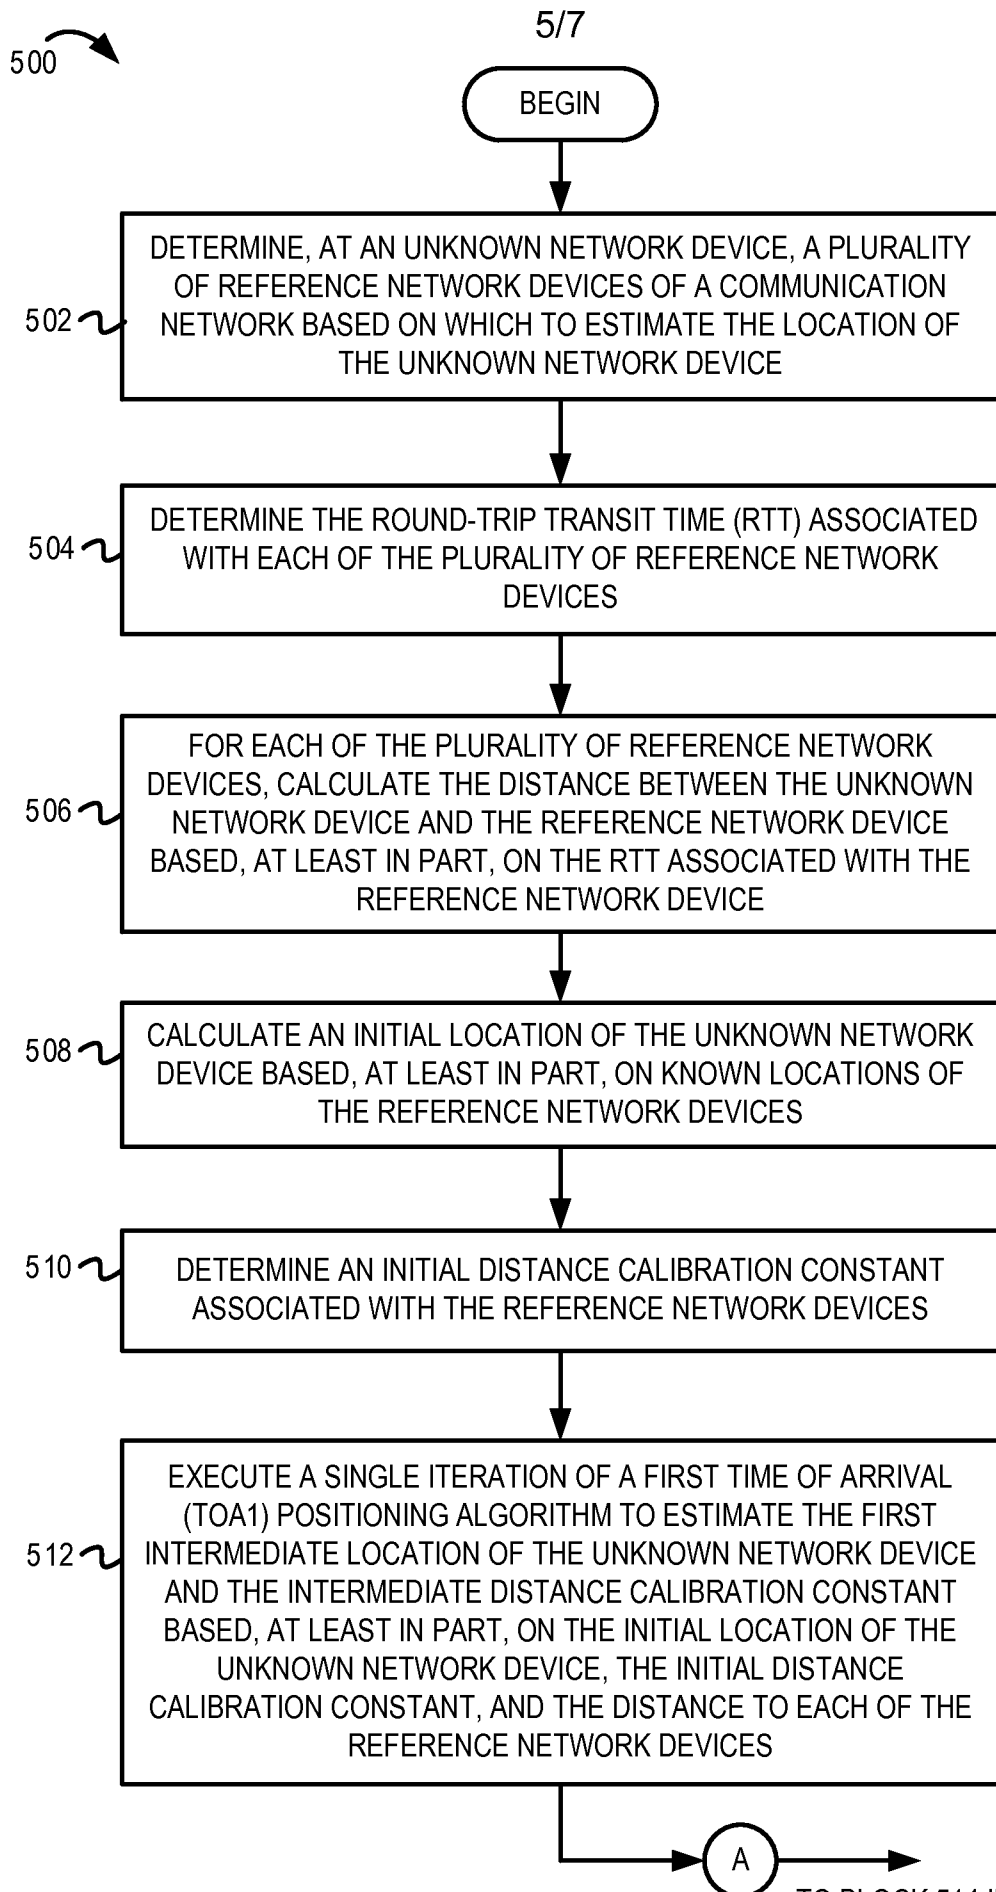 5/7
500
BEGIN
502
DETERMINE, AT AN UNKNOWN NETWORK DEVICE, A PLURALITY
OF REFERENCE NETWORK DEVICES OF A COMMUNICATION
NETWORK BASED ON WHICH TO ESTIMATE THE LOCATION OF
THE UNKNOWN NETWORK DEVICE
504
DETERMINE THE ROUND-TRIP TRANSIT TIME (RTT) ASSOCIATED
WITH EACH OF THE PLURALITY OF REFERENCE NETWORK
DEVICES
506
FOR EACH OF THE PLURALITY OF REFERENCE NETWORK
DEVICES, CALCULATE THE DISTANCE BETWEEN THE UNKNOWN
NETWORK DEVICE AND THE REFERENCE NETWORK DEVICE
BASED, AT LEAST IN PART, ON THE RTT ASSOCIATED WITH THE
REFERENCE NETWORK DEVICE
508
CALCULATE AN INITIAL LOCATION OF THE UNKNOWN NETWORK
DEVICE BASED, AT LEAST IN PART, ON KNOWN LOCATIONS OF
THE REFERENCE NETWORK DEVICES
510
DETERMINE AN INITIAL DISTANCE CALIBRATION CONSTANT
ASSOCIATED WITH THE REFERENCE NETWORK DEVICES
512
EXECUTE A SINGLE ITERATION OF A FIRST TIME OF ARRIVAL
(TOA1) POSITIONING ALGORITHM TO ESTIMATE THE FIRST
INTERMEDIATE LOCATION OF THE UNKNOWN NETWORK DEVICE
AND THE INTERMEDIATE DISTANCE CALIBRATION CONSTANT
BASED, AT LEAST IN PART, ON THE INITIAL LOCATION OF THE
UNKNOWN NETWORK DEVICE, THE INITIAL DISTANCE
CALIBRATION CONSTANT, AND THE DISTANCE TO EACH OF THE
REFERENCE NETWORK DEVICES
A
TO BLOCK 514